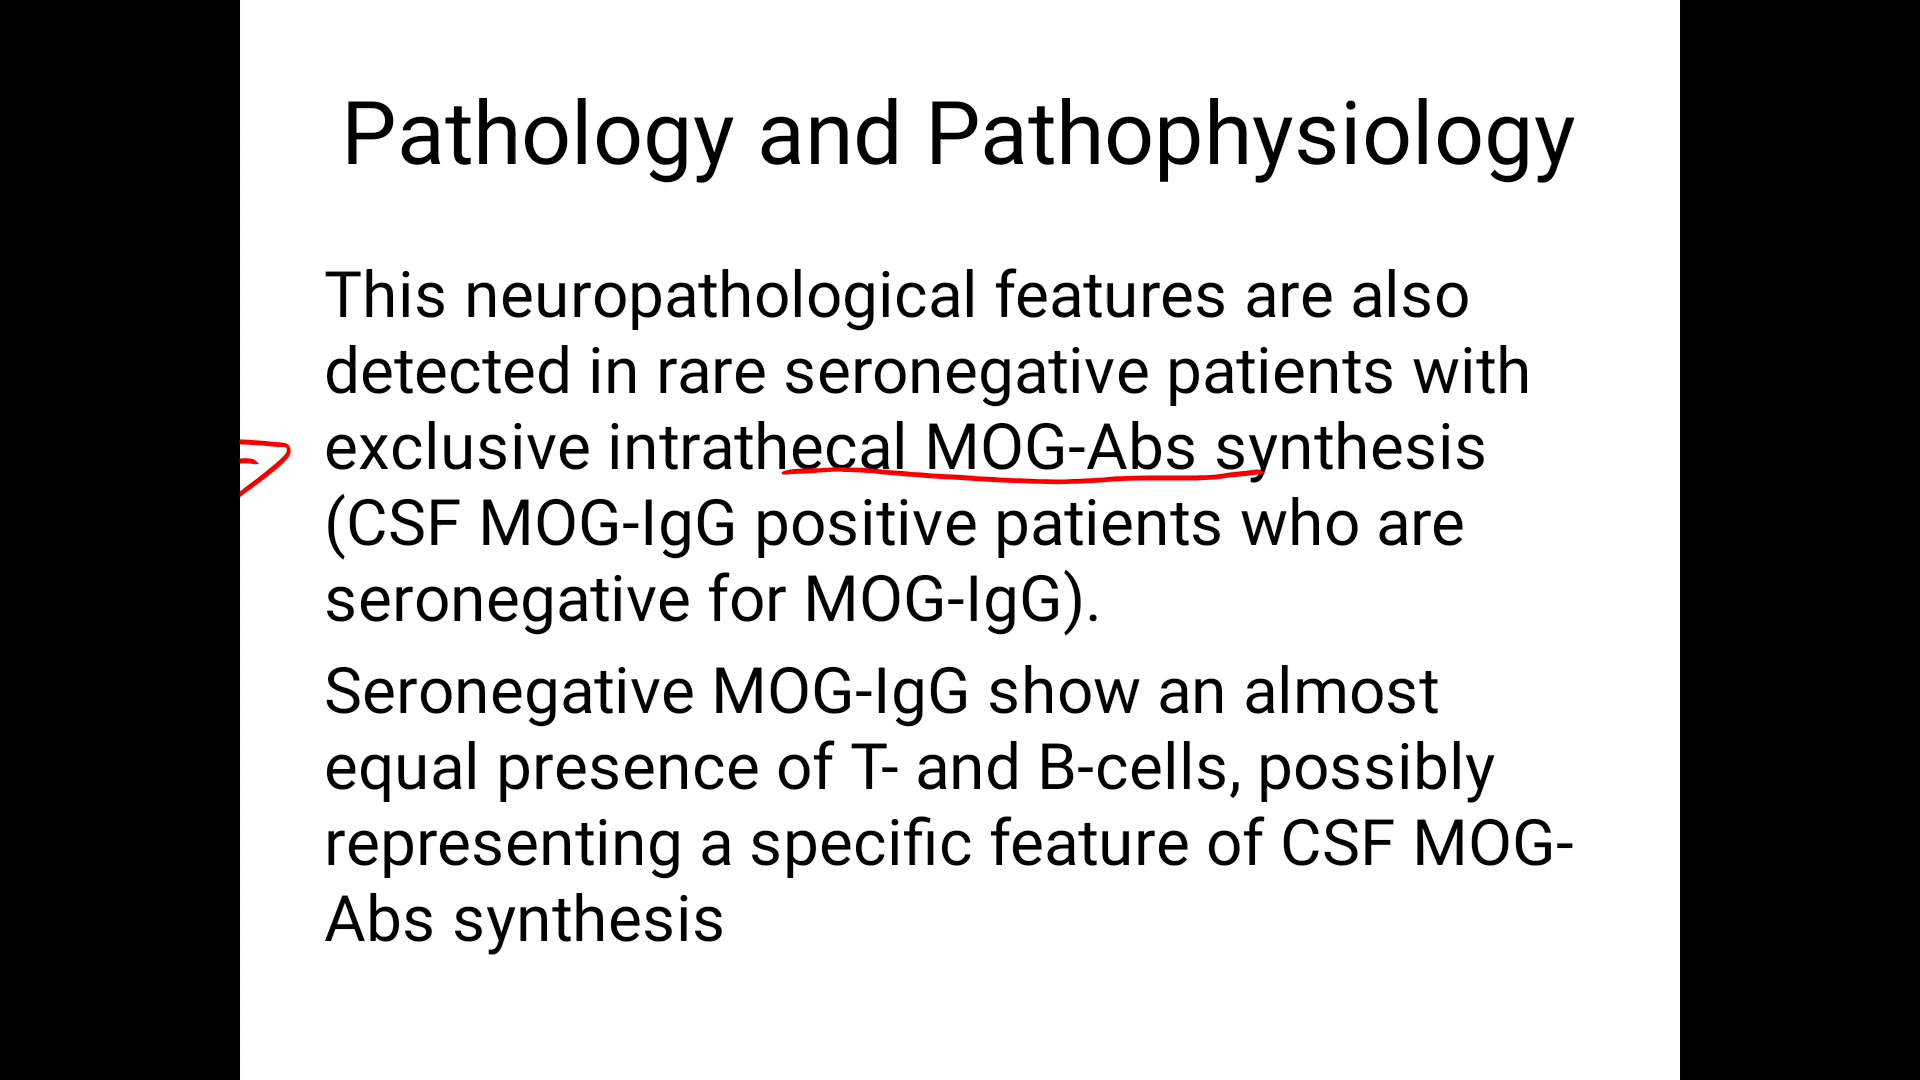 Pathology and Pathophysiology
This neuropathological features are also
detected in rare seronegative patients with
exclusive intrathecal MOG-Abs synthesis
(CSF MOG-IgG positive patients who are
seronegative for MOG-IgG).
Seronegative MOG-IgG show an almost
equal presence of T- and B-cells, possibly
representing a specific feature of CSF MOG-
Abs synthesis